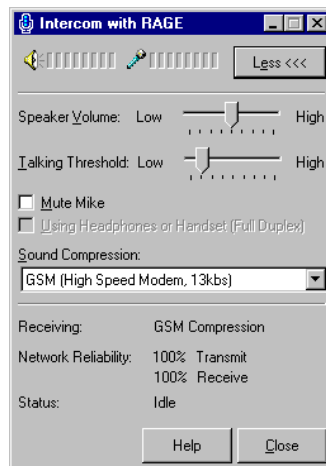 Intercom with RAGE
Less <<<
Speaker Volume: Low High
Talking Threshold: Low High
Mute Mike
Using Headphones or Handset (Full Duplex)
Sound Compression:
GSM (High Speed Modem, 13kbs)
Receiving: GSM Compression
Network Reliability: 100% Transmit
100% Receive
Status: Idle
Help Close